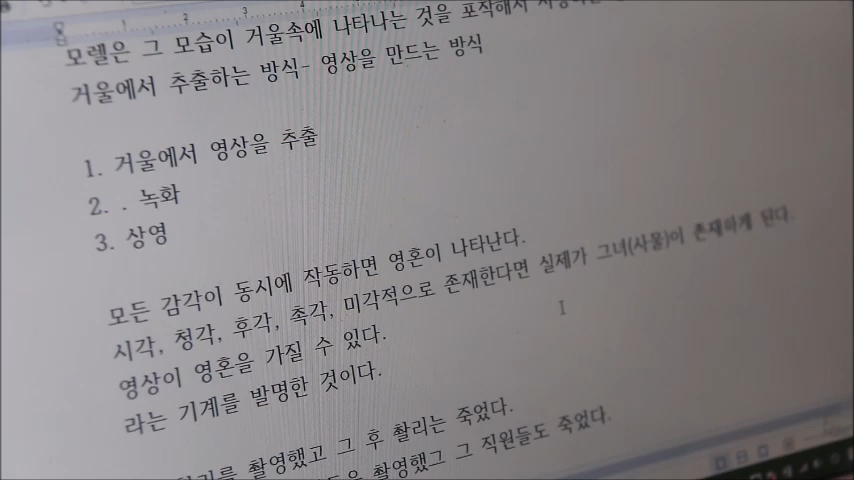 모렐은 그 모습이 거울속에 나타나는 것을 포착해서
거울에서 추출하는 방식- 영상을 만드는 방식
1. 거울에서 영상을 추출
2. . 녹화
3. 상영
모든 감각이 동시에 작동하면 영혼이 나타난다.
시각, 청각, 후각, 촉각, 미각적으로 존재한다면 실제가 그녀(사물)이 존재하게 된다.
영상이 영혼을 가질 수 있다.
라는 기계를 발명한 것이다.
촬영했고 그 후 촬리는 죽었다.
촬영했그 그 직원들도 죽었다.